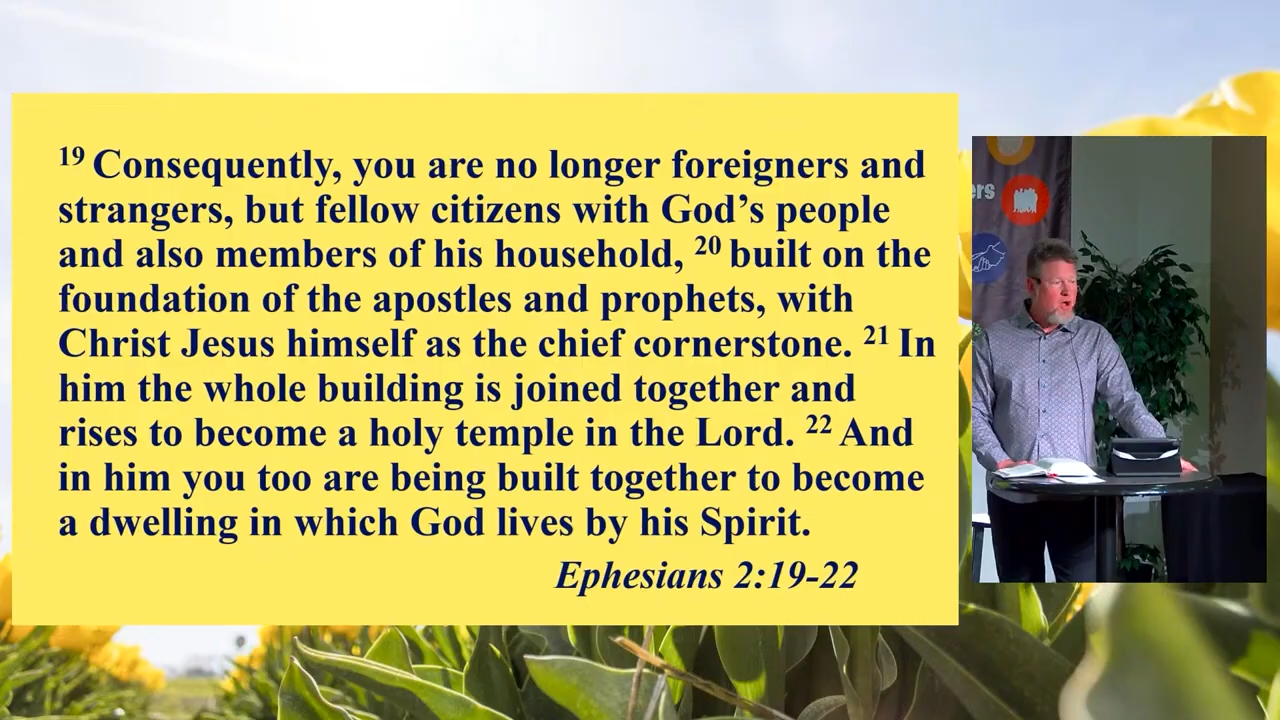 19 Consequently, you are no longer foreigners and
strangers, but fellow citizens with God’s people
and also members of his household, 20 built on the
foundation of the apostles and prophets, with
Christ Jesus himself as the chief cornerstone. 21 In
him the whole building is joined together and
rises to become a holy temple in the Lord. 22 And
in him you too are being built together to become
a dwelling in which God lives by his Spirit.
Ephesians 2:19-22
ers